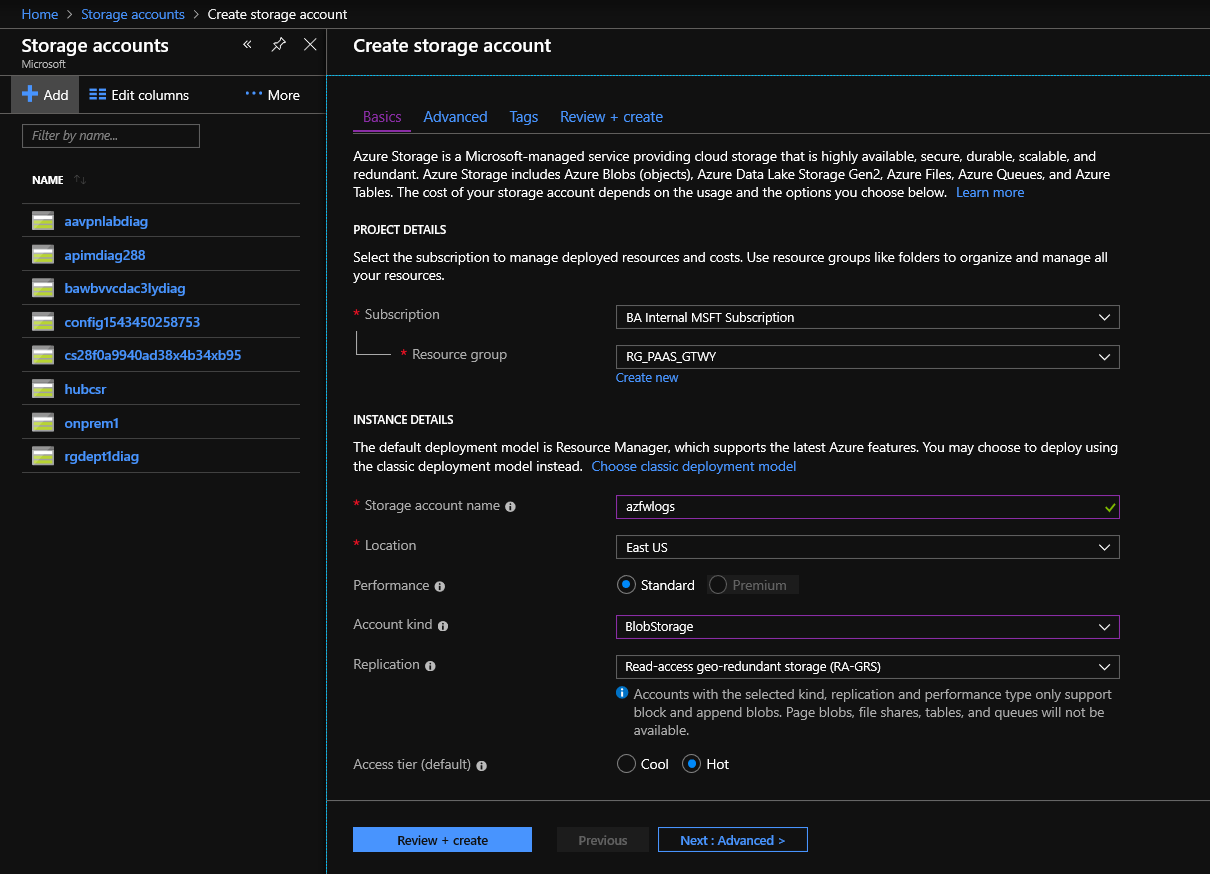 Home > Storage accounts > Create storage account
Storage accounts
Microsoft
Add Edit columns More
Filter by name...
NAME
aavpnlabdiag
apimdiag288
bawbvvcdac3lydiag
config1543450258753
cs28f0a9940ad38x4b34xb95
hubcsr
onprem1
rgdept1diag
Create storage account
Basics Advanced Tags Review + create
Azure Storage is a Microsoft-managed service providing cloud storage that is highly available, secure, durable, scalable, and
redundant. Azure Storage includes Azure Blobs (objects), Azure Data Lake Storage Gen2, Azure Files, Azure Queues, and Azure
Tables. The cost of your storage account depends on the usage and the options you choose below. Learn more
PROJECT DETAILS
Select the subscription to manage deployed resources and costs. Use resource groups like folders to organize and manage all
your resources.
* Subscription BA Internal MSFT Subscription
* Resource group RG_PAAS_GTWY
Create new
INSTANCE DETAILS
The default deployment model is Resource Manager, which supports the latest Azure features. You may choose to deploy using
the classic deployment model instead. Choose classic deployment model
* Storage account name azfwlogs
* Location East US
Performance Standard Premium
Account kind BlobStorage
Replication Read-access geo-redundant storage (RA-GRS)
Accounts with the selected kind, replication and performance type only support
block and append blobs. Page blobs, file shares, tables, and queues will not be
available.
Access tier (default) Cool Hot
Review + create Previous Next : Advanced >